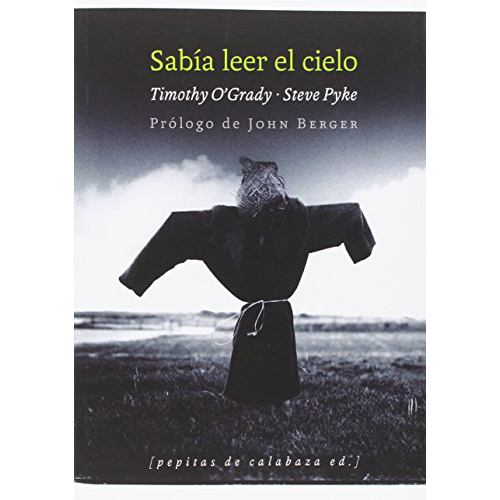 Sabía leer el cielo
Timothy O'Grady · Steve Pyke
Prólogo de John Berger
[pepitas de calabaza ed.]